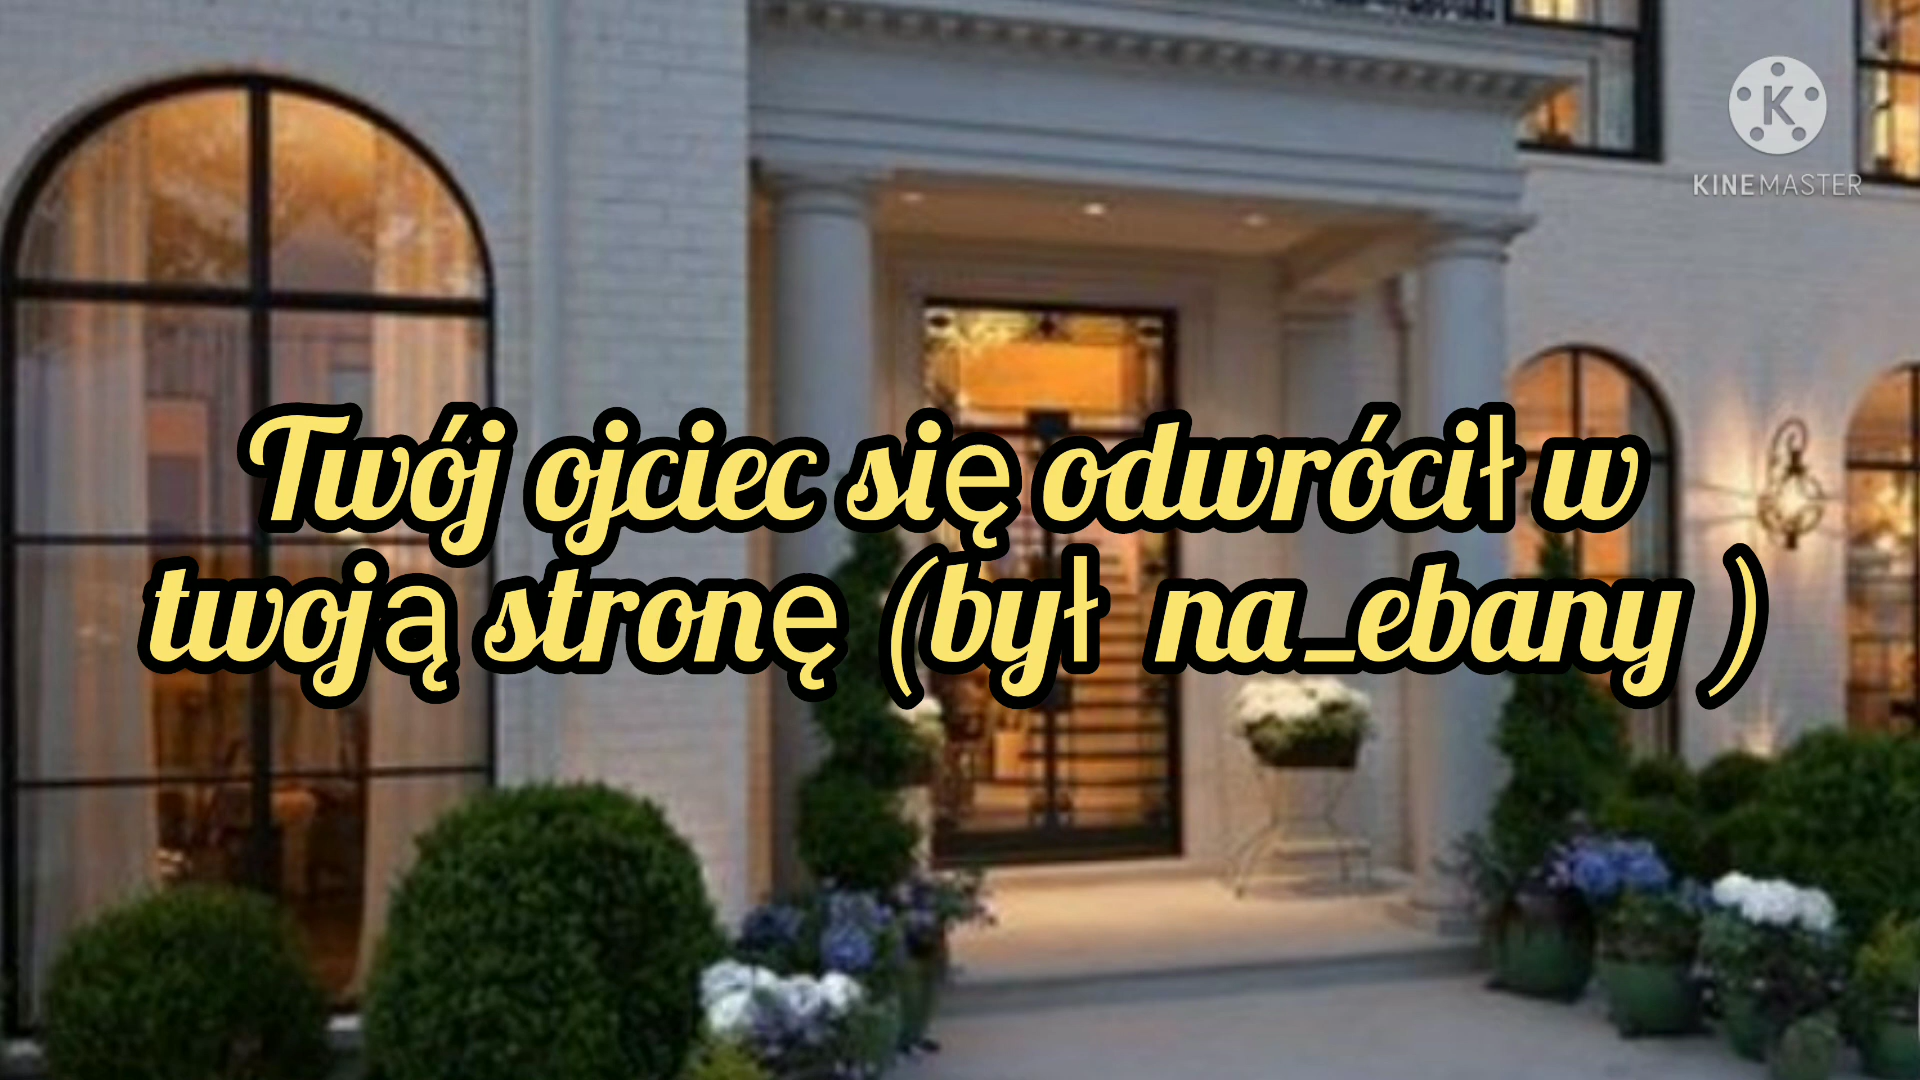 KINEMASTER
Twój ojciec się odwrócił w
twoją stronę (był na_ebany )